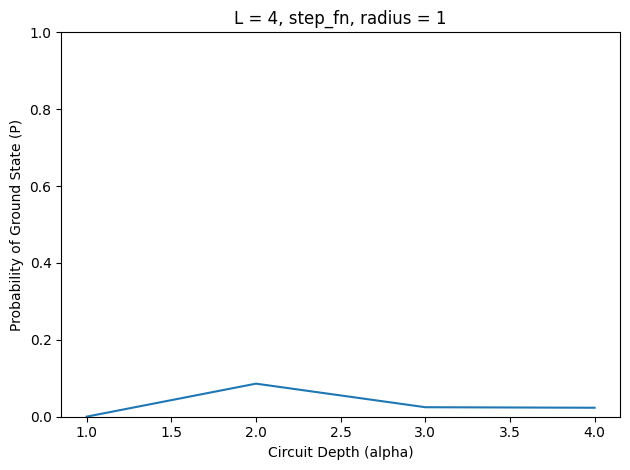 L = 4, step_fn, radius = 1
Probability of Ground State (P)
1.0
0.8
0.6
0.4
0.2
0.0
1.0 1.5 2.0 2.5 3.0 3.5 4.0
Circuit Depth (alpha)